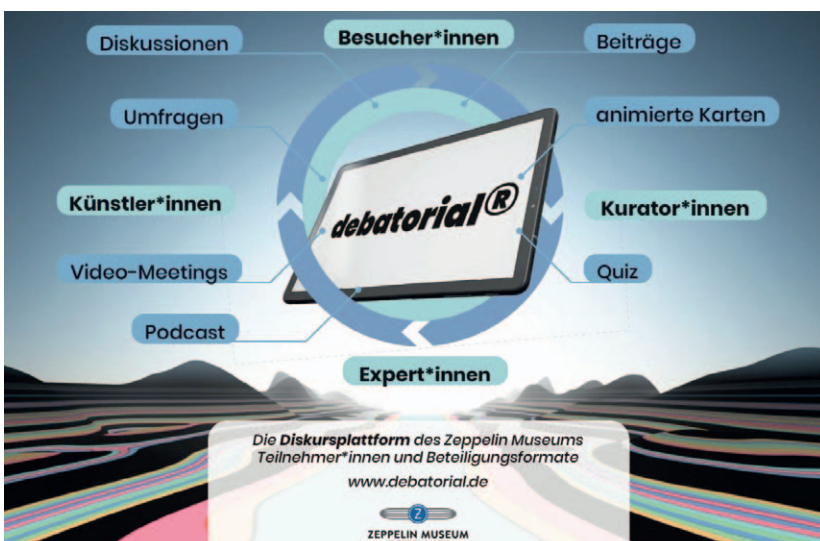 Diskussionen
Besucher*innen
Beiträge
Umfragen
animierte Karten
debatorial®
Künstler*innen
Kurator*innen
Video-Meetings
Quiz
Podcast
Expert*innen
Die Diskursplattform des Zeppelin Museums
Teilnehmer*innen und Beteiligungsformate
www.debatorial.de
Z
ZEPPELIN MUSEUM